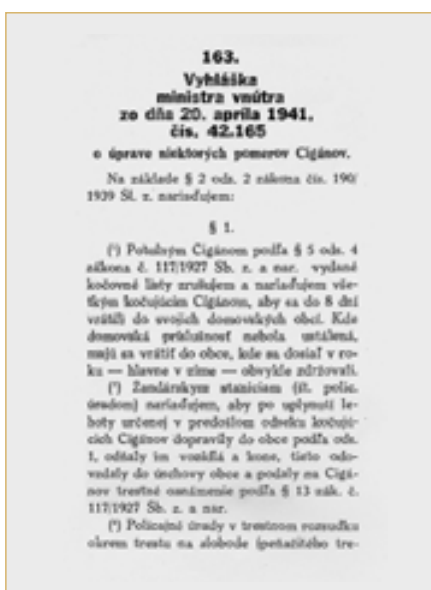 163.
Vyhláška
ministra vnútra
zo dňa 20. apríla 1941,
čís. 42.165
o úprave niektorých pomerov Cigánov.
Na základe § 2 ods. 2 zákona čís. 190/
1939 Sl. z. nariaďujem:
§ 1.
(¹) Potulným Cigánom podľa § 5 ods. 4
zákona č. 117/1927 Sb. z. a nar. vydané
kočovné listy zrušujem a nariaďujem vše-
tkým kočujúcim Cigánom, aby sa do 8 dní
vrátili do svojich domovských obcí. Kde
domovská príslušnosť nebola ustálená,
majú sa vrátiť do obce, kde sa dosiaľ v ro-
ku — hlavne v zime — obvykle zdržovali.
(²) Žandárskym staniciam (št. polic.
úradom) nariaďujem, aby po uplynutí le-
hoty určenej v predošlom odseku kočujú-
cich Cigánov dopravily do obce podľa ods.
1, odňaly im vozidlá a kone, tieto odo-
vzdaly do úschovy obce a podaly na Cigá-
nov trestné oznámenie podľa § 13 zák. č.
117/1927 Sb. z. a nar.
(³) Policajné úrady v trestnom rozsudku
okrem trestu na slobode (peňažitého tre-